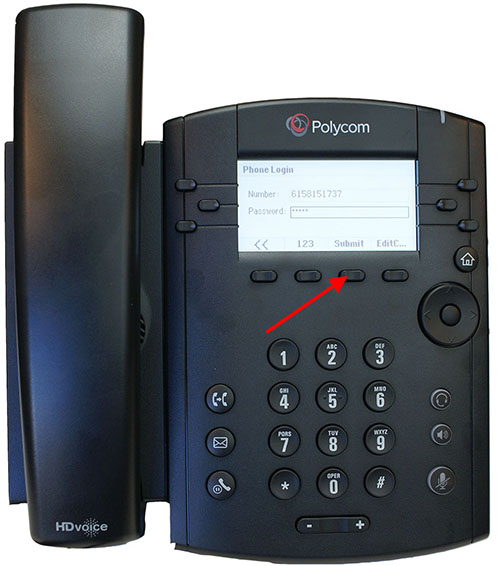 Polycom
Phone Login
Number: 6158151737
Password: *****
<< 123 Submit EditC...
1 ABC 2 DEF 3
GHI 4 JKL 5 MNO 6
PQRS 7 TUV 8 WXYZ 9
* OPER 0 #
- +
HDvoice